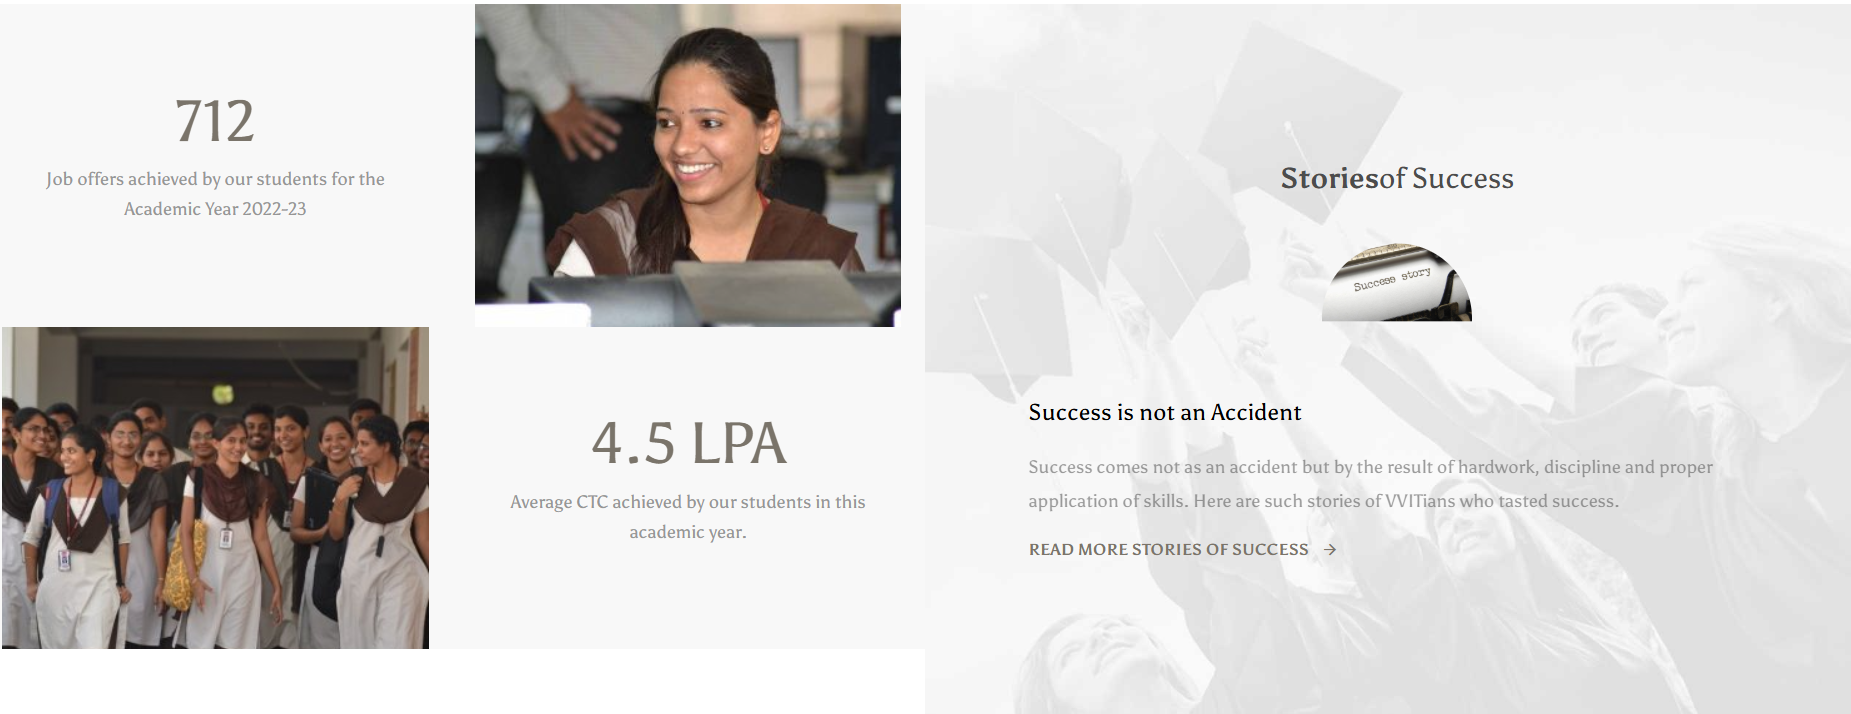 712
Job offers achieved by our students for the
Academic Year 2022-23
4.5 LPA
Average CTC achieved by our students in this
academic year.
Storiesof Success
Success story
Success is not an Accident
Success comes not as an accident but by the result of hardwork, discipline and proper
application of skills. Here are such stories of VVITians who tasted success.
READ MORE STORIES OF SUCCESS →